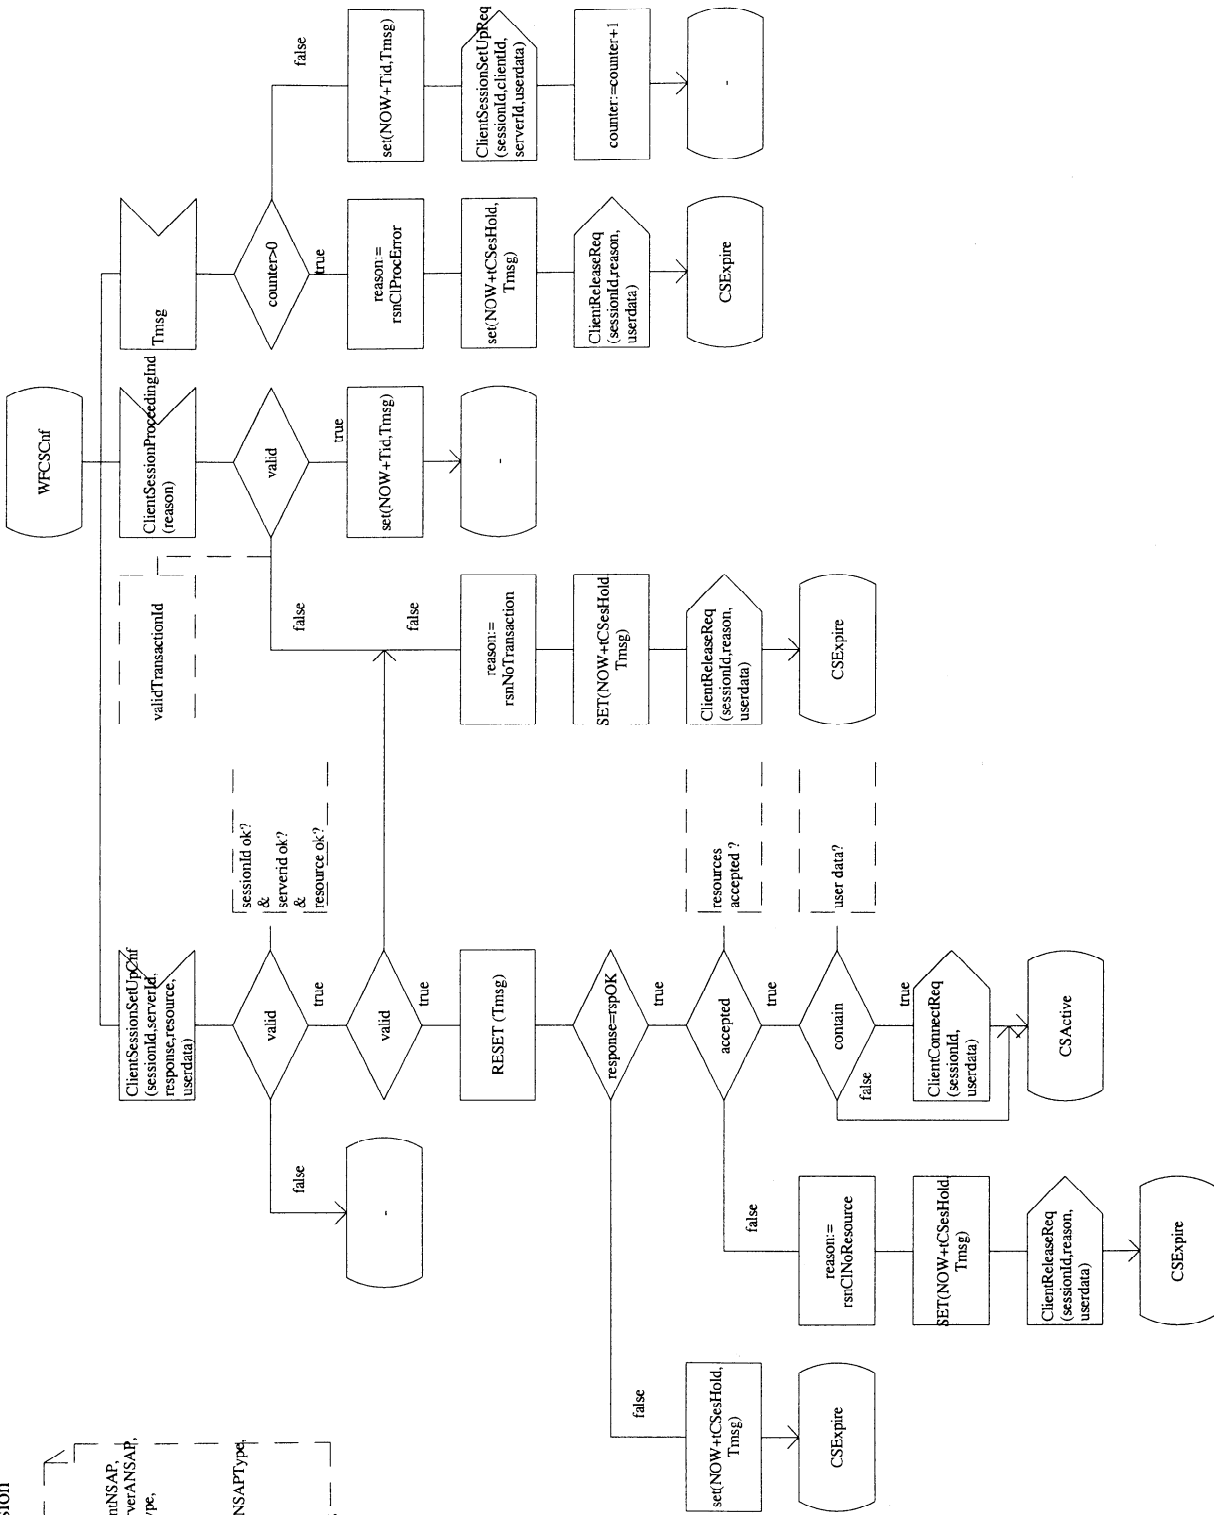 WFCSCnf
ClientSessionSetUpCnf
(sessionId,serverId,
response,resource,
userdata)
validTransactionId
ClientSessionProceedingInd
(reason)
Tmsg
valid
sessionId ok?
&
serverid ok?
&
resource ok?
false
true
-
valid
true
false
false
valid
true
set(NOW+Tid,Tmsg)
-
counter>0
true
false
reason:=
rsnClProcError
set(NOW+tCSesHold,
Tmsg)
ClientReleaseReq
(sessionId,reason,
userdata)
CSExpire
set(NOW+Tid,Tmsg)
ClientSessionSetUpReq
(sessionId,clientId,
serverId,userdata)
counter:=counter+1
-
reason:=
rsnNoTransaction
SET(NOW+tCSesHold
Tmsg)
ClientReleaseReq
(sessionId,reason,
userdata)
CSExpire
RESET (Tmsg)
response=rspOK
true
false
set(NOW+tCSesHold,
Tmsg)
CSExpire
accepted
resources
accepted ?
true
false
reason:=
rsnClNoResource
SET(NOW+tCSesHold
Tmsg)
ClientReleaseReq
(sessionId,reason,
userdata)
CSExpire
contain
user data?
true
false
ClientConnectReq
(sessionId,
userdata)
CSActive
sion
ntNSAP,
verANSAP,
ype,
NSAPType,